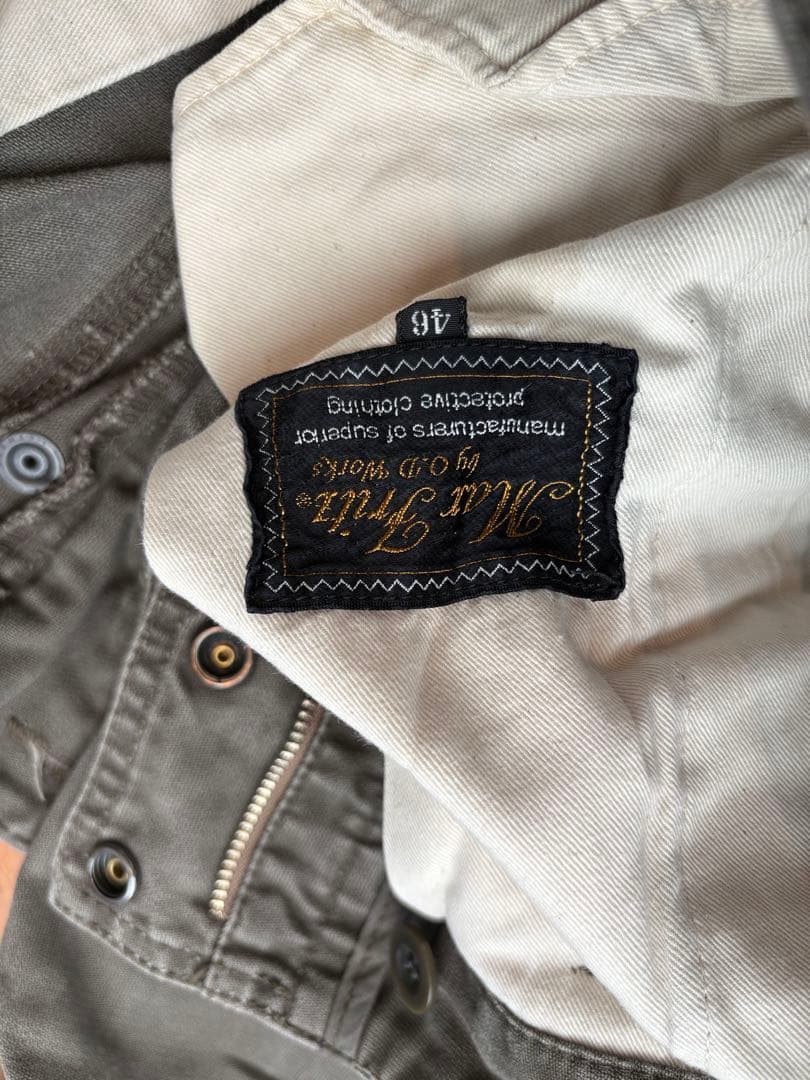 Max Fritz®
by O.D Works
manufacturers of superior
protective clothing
46